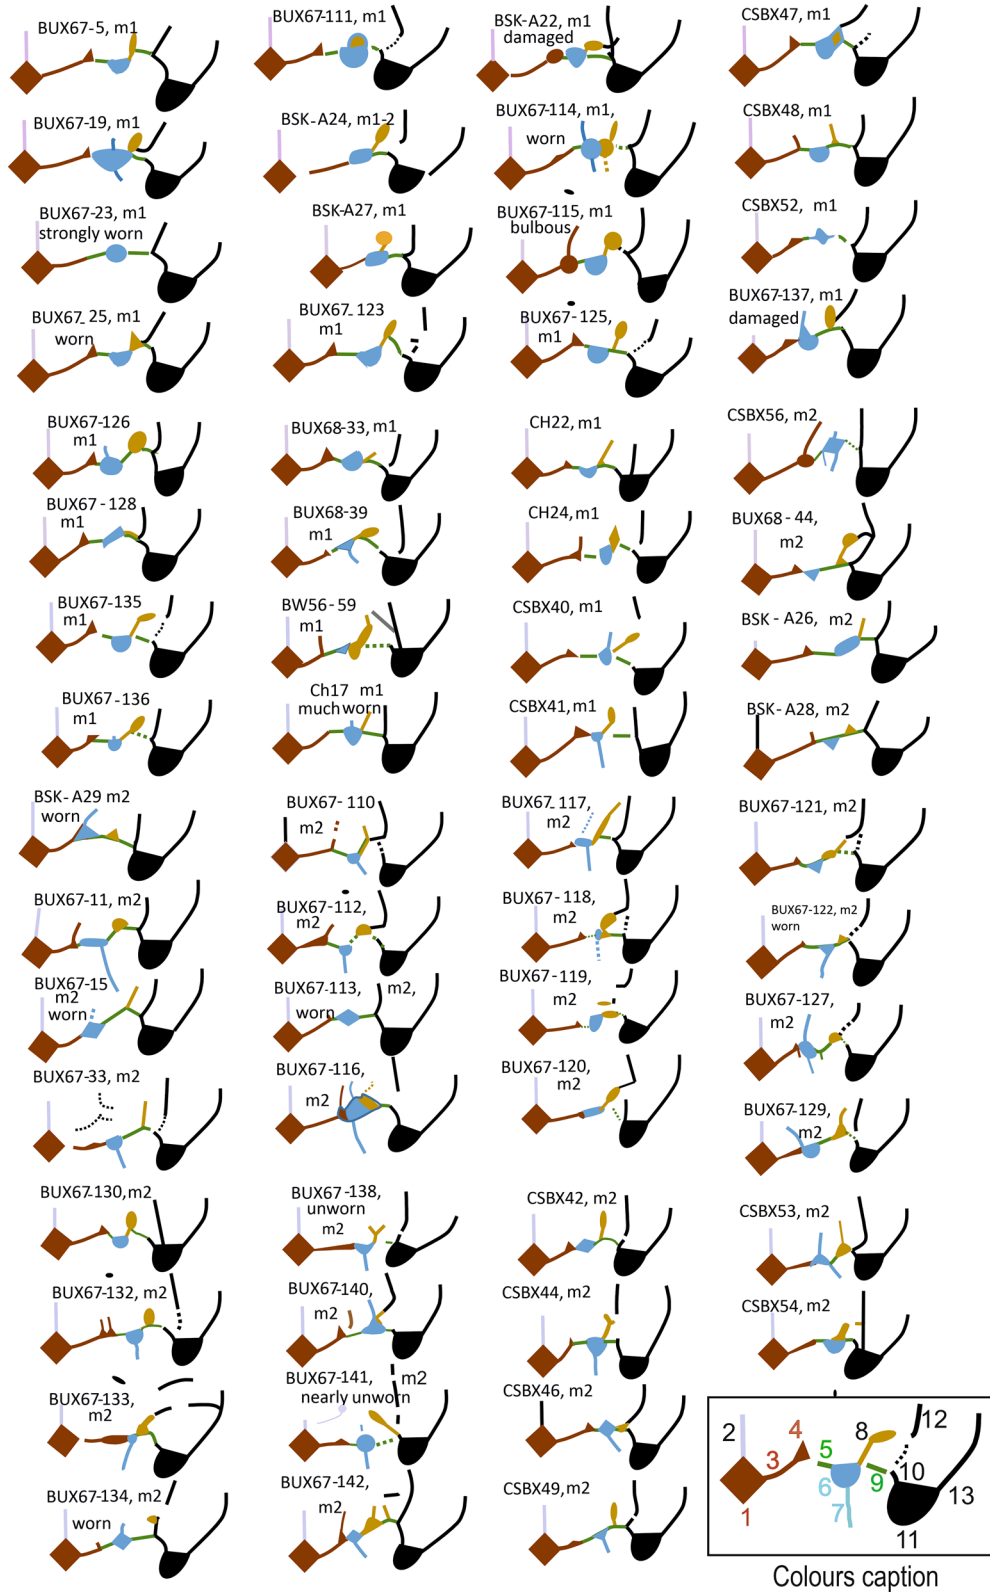 BUX67-5, m1
BUX67-111, m1
BSK-A22, m1
damaged
CSBX47, m1
BUX67-19, m1
BSK-A24, m1-2
BUX67-114, m1,
worn
CSBX48, m1
BUX67-23, m1
strongly worn
BSK-A27, m1
BUX67-115, m1
bulbous
CSBX52, m1
BUX67-25, m1
worn
BUX67-123
m1
BUX67-125,
m1
BUX67-137, m1
damaged
BUX67-126
m1
BUX68-33, m1
CH22, m1
CSBX56, m2
BUX67-128
m1
BUX68-39
m1
CH24, m1
BUX68-44,
m2
BUX67-135
m1
BW56-59
m1
CSBX40, m1
BSK-A26, m2
BUX67-136
m1
Ch17 m1
much worn
CSBX41, m1
BSK-A28, m2
BSK-A29 m2
worn
BUX67-110
m2
BUX67-117,
m2
BUX67-121, m2
BUX67-11, m2
BUX67-112,
m2
BUX67-118,
m2
BUX67-122, m2
worn
BUX67-15
m2
worn
BUX67-113, m2,
worn
BUX67-119,
m2
BUX67-127,
m2
BUX67-33, m2
BUX67-116,
m2
BUX67-120,
m2
BUX67-129,
m2
BUX67-130, m2
BUX67-138,
unworn
m2
CSBX42, m2
CSBX53, m2
BUX67-132, m2
BUX67-140,
m2
CSBX44, m2
CSBX54, m2
BUX67-133,
m2
BUX67-141, m2
nearly unworn
CSBX46, m2
BUX67-134, m2
worn
BUX67-142,
m2
CSBX49, m2
2 4 8 12
3 5 10
6 9 13
1 7 11
Colours caption